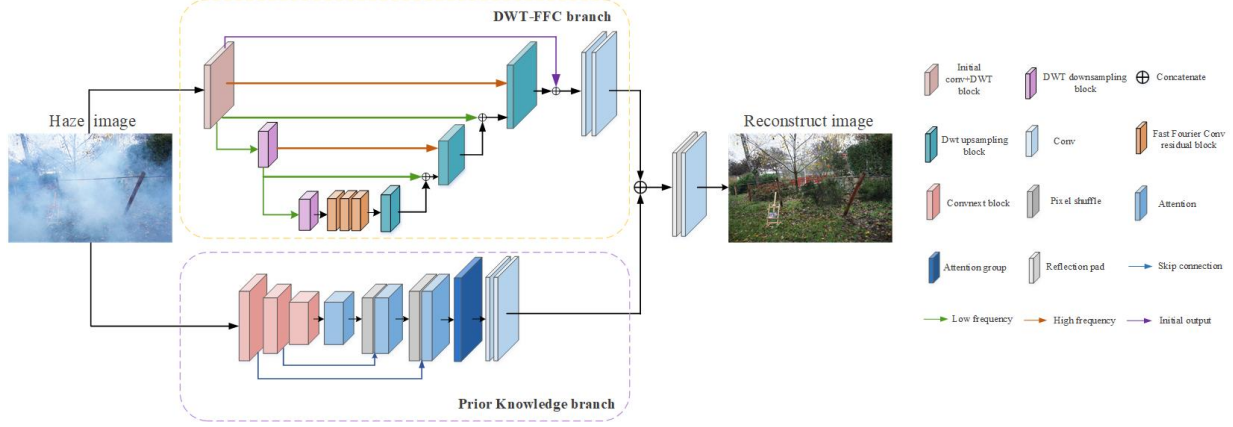 DWT-FFC branch
Haze image
Reconstruct image
Prior Knowledge branch
Initial
conv+DWT
block
DWT downsampling
block
Concatenate
Dwt upsampling
block
Conv
Fast Fourier Conv
residual block
Convnext block
Pixel shuffle
Attention
Attention group
Reflection pad
Skip connection
Low frequency
High frequency
Initial output